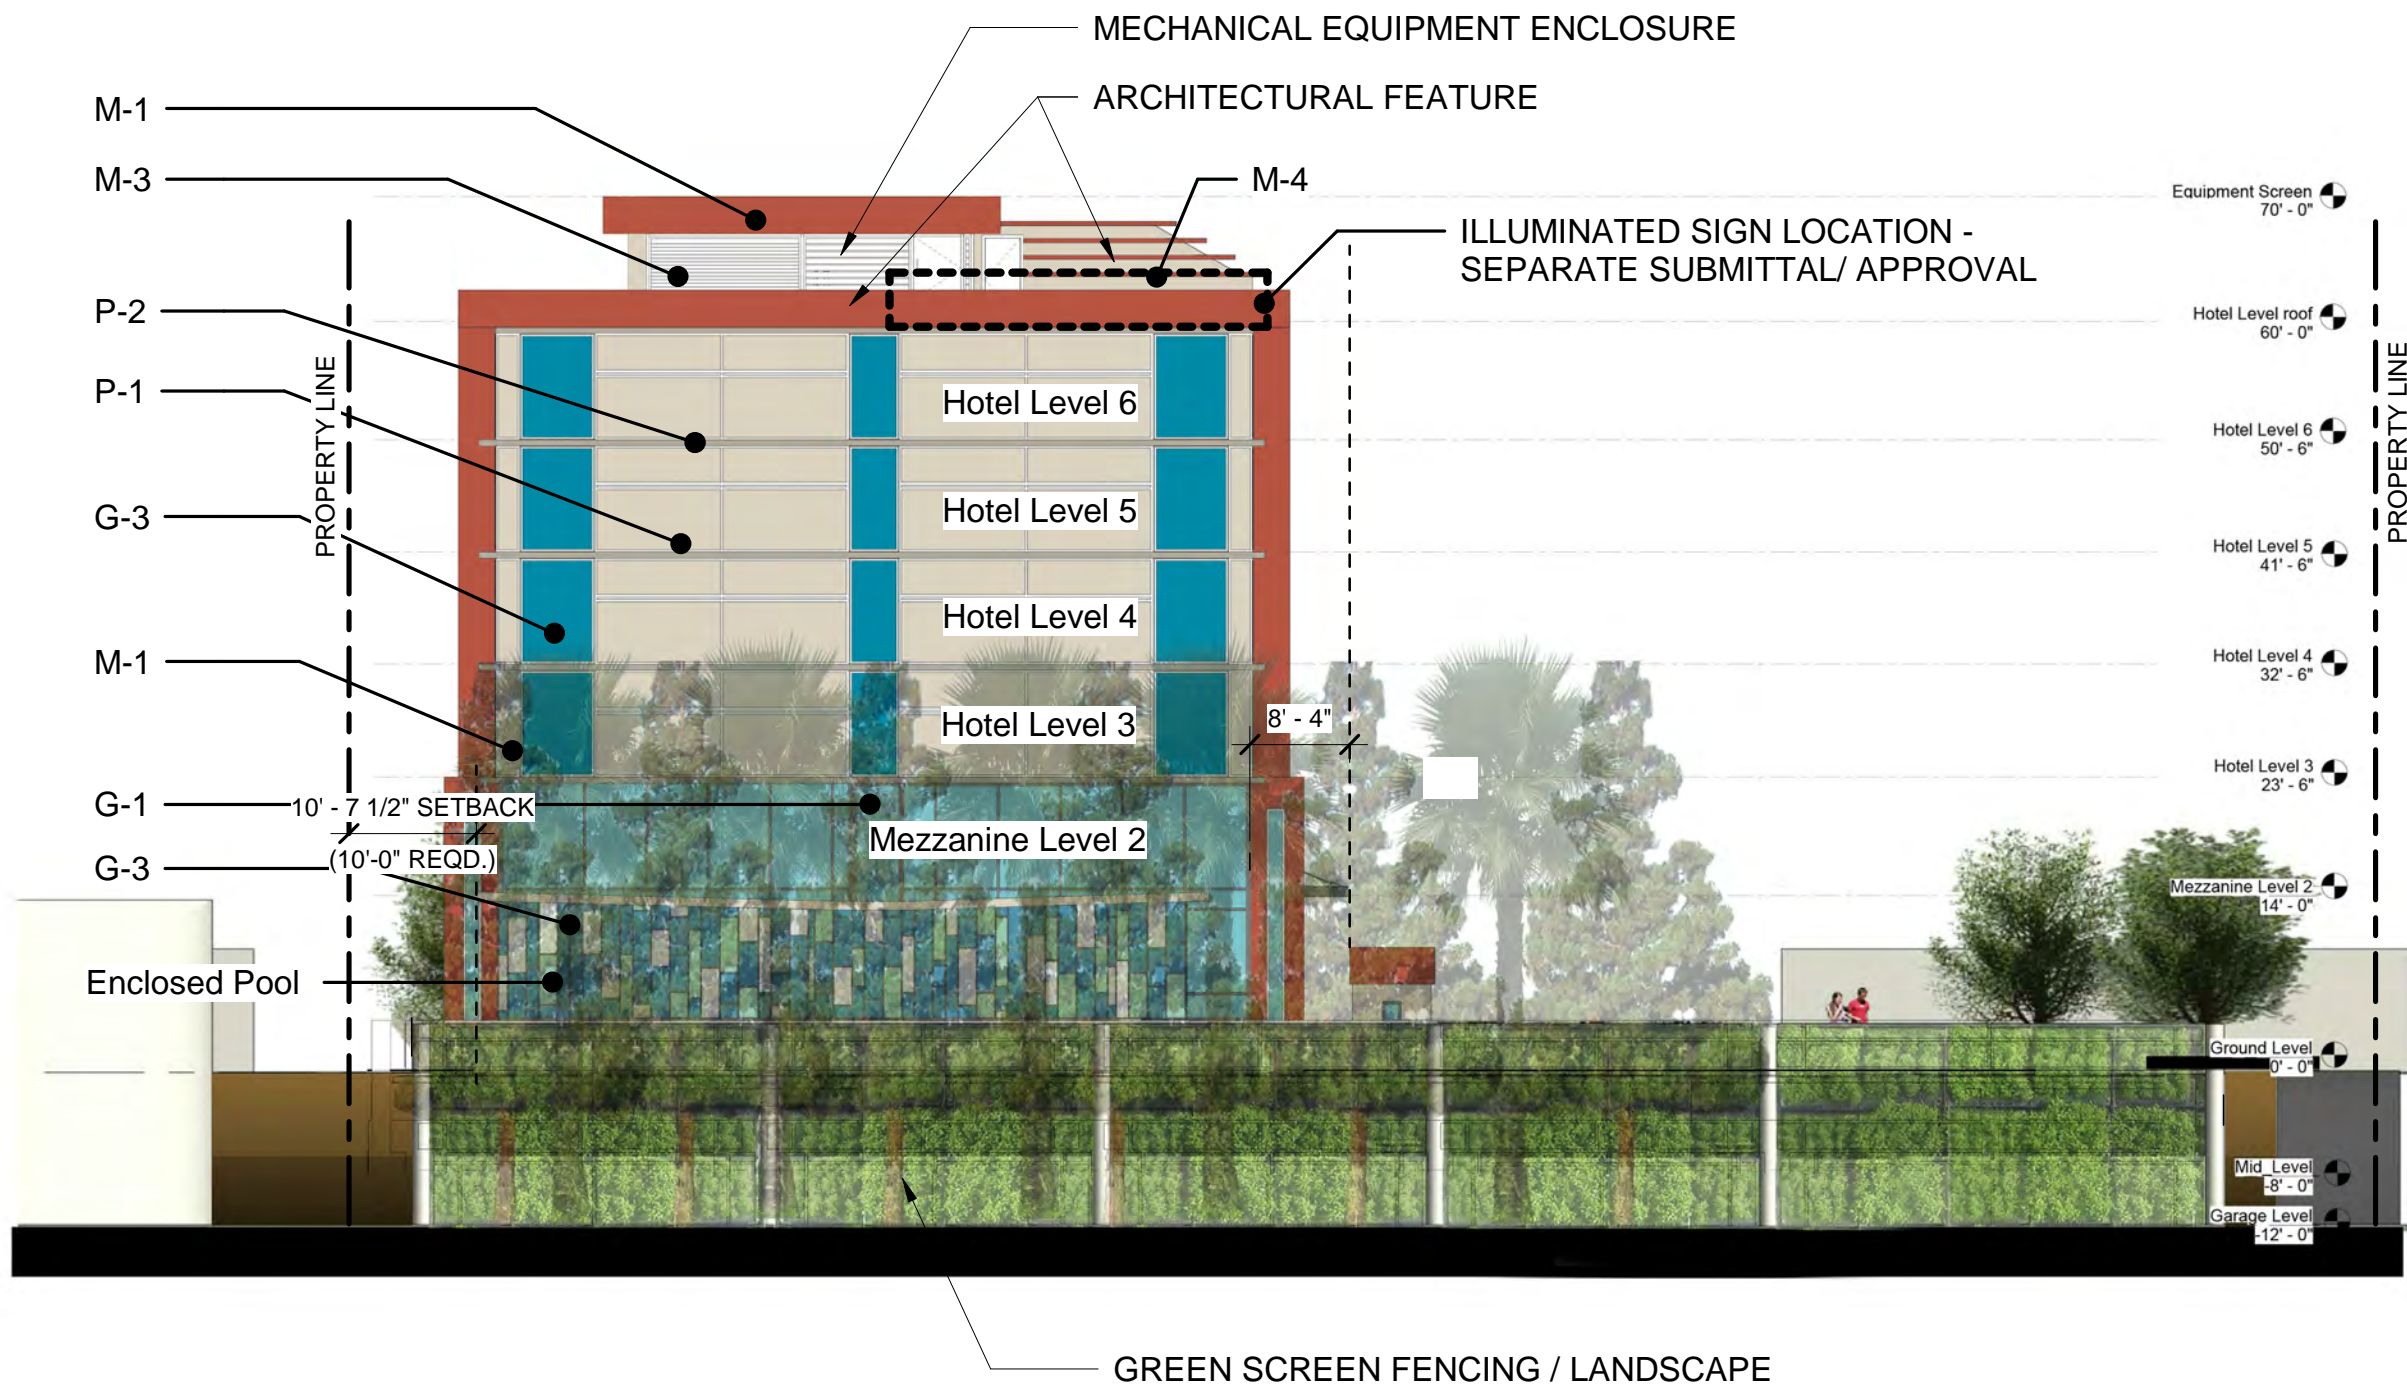 MECHANICAL EQUIPMENT ENCLOSURE
ARCHITECTURAL FEATURE
M-1
M-3
M-4
Equipment Screen
70' - 0"
ILLUMINATED SIGN LOCATION -
SEPARATE SUBMITTAL/ APPROVAL
P-2
Hotel Level roof
60' - 0"
P-1
PROPERTY LINE
PROPERTY LINE
Hotel Level 6
Hotel Level 6
50' - 6"
G-3
Hotel Level 5
Hotel Level 5
41' - 6"
Hotel Level 4
M-1
Hotel Level 4
32' - 6"
Hotel Level 3
8' - 4"
Hotel Level 3
23' - 6"
G-1
10' - 7 1/2" SETBACK
Mezzanine Level 2
(10'-0" REQD.)
G-3
Mezzanine Level 2
14' - 0"
Enclosed Pool
Ground Level
0' - 0"
Mid_Level
-8' - 0"
Garage Level
-12' - 0"
GREEN SCREEN FENCING / LANDSCAPE